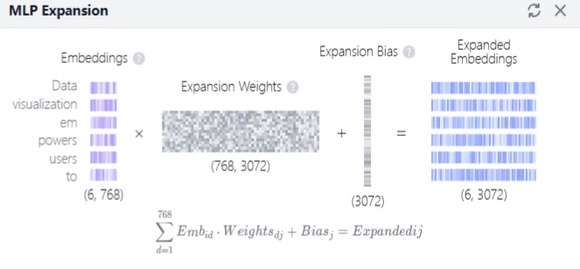 MLP Expansion
Embeddings ?
Expansion Weights ?
Expansion Bias ?
Expanded
Embeddings
Data
visualization
em
powers
users
to
×
+
=
(6, 768)
(768, 3072)
(3072)
(6, 3072)
768
∑ Emb_id · Weights_dj + Bias_j = Expandedij
d=1